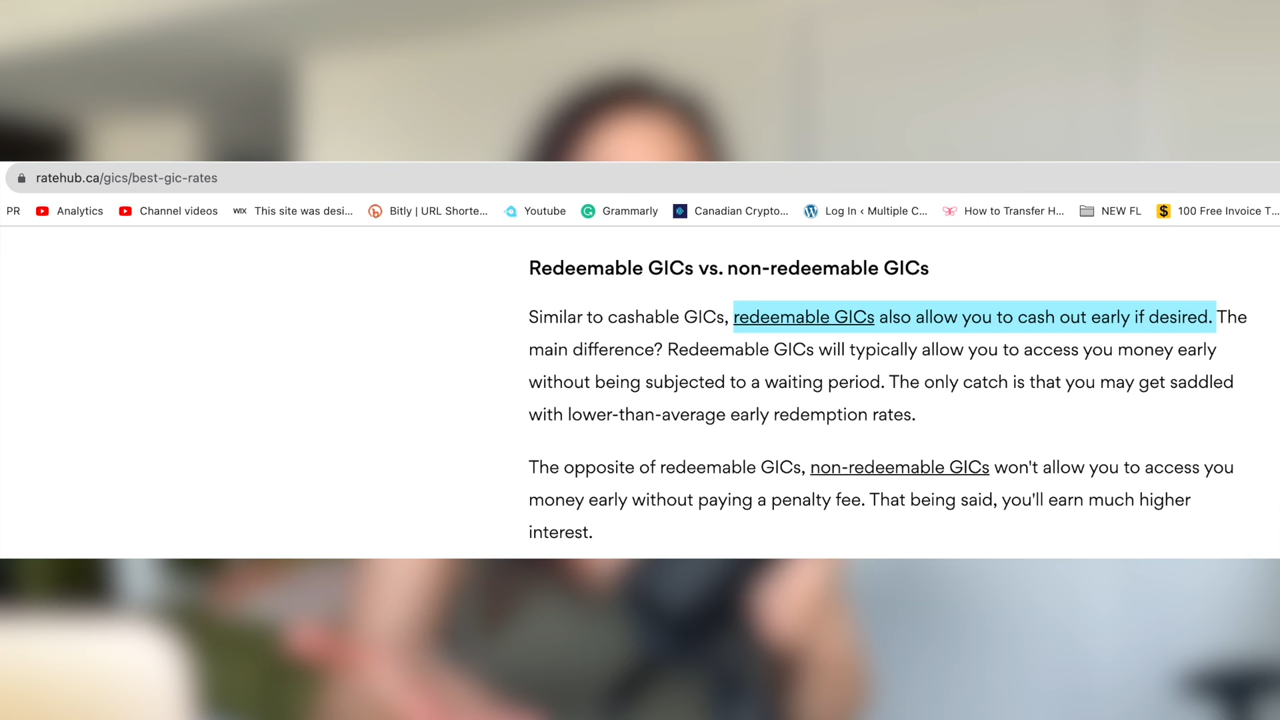 ratehub.ca/gics/best-gic-rates
PR Analytics Channel videos WIX This site was desi... Bitly | URL Shorte... Youtube Grammarly Canadian Crypto... Log In ‹ Multiple C... How to Transfer H... NEW FL $ 100 Free Invoice T...
Redeemable GICs vs. non-redeemable GICs
Similar to cashable GICs, redeemable GICs also allow you to cash out early if desired. The
main difference? Redeemable GICs will typically allow you to access you money early
without being subjected to a waiting period. The only catch is that you may get saddled
with lower-than-average early redemption rates.
The opposite of redeemable GICs, non-redeemable GICs won't allow you to access you
money early without paying a penalty fee. That being said, you'll earn much higher
interest.